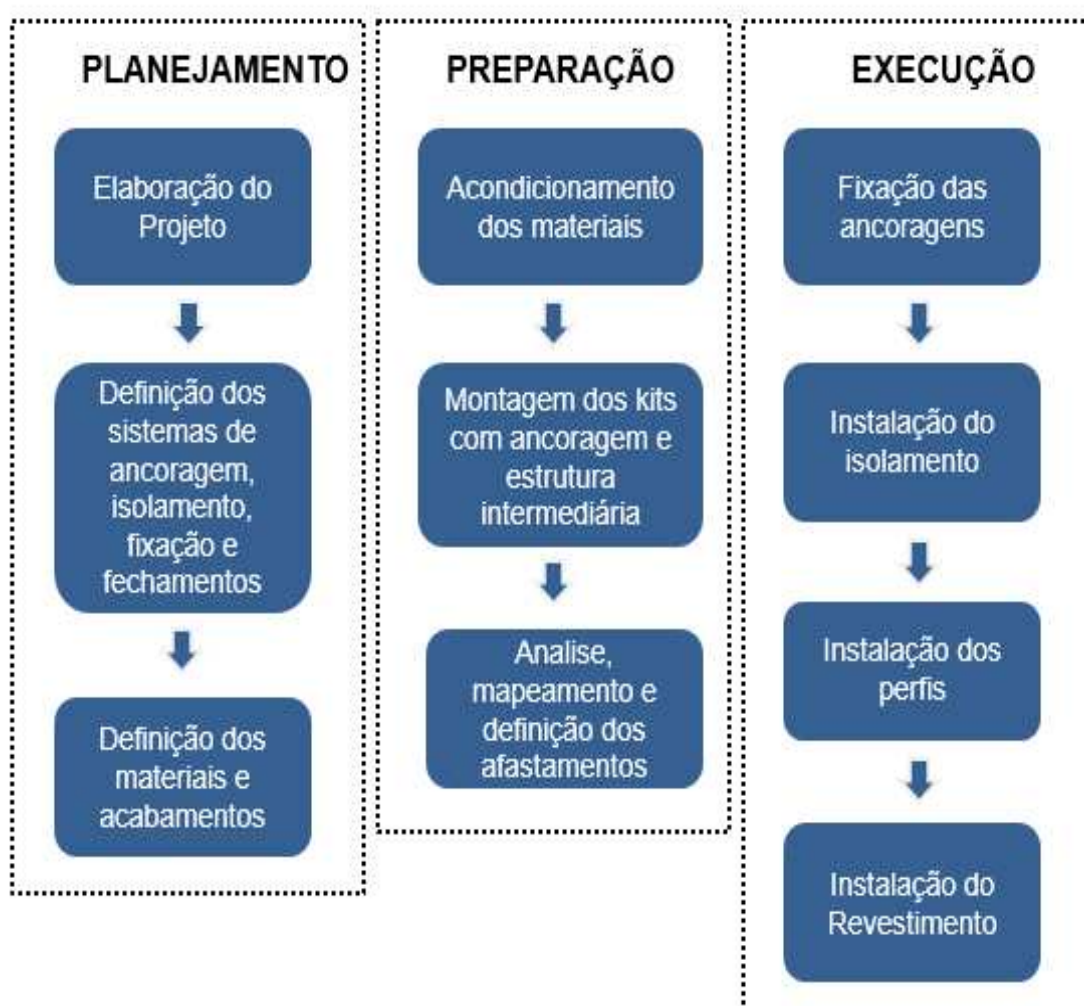 PLANEJAMENTO
Elaboração do
Projeto
Definição dos
sistemas de
ancoragem,
isolamento,
fixação e
fechamentos
Definição dos
materiais e
acabamentos
PREPARAÇÃO
Acondicionamento
dos materiais
Montagem dos kits
com ancoragem e
estrutura
intermediária
Analise,
mapeamento e
definição dos
afastamentos
EXECUÇÃO
Fixação das
ancoragens
Instalação do
isolamento
Instalação dos
perfis
Instalação do
Revestimento